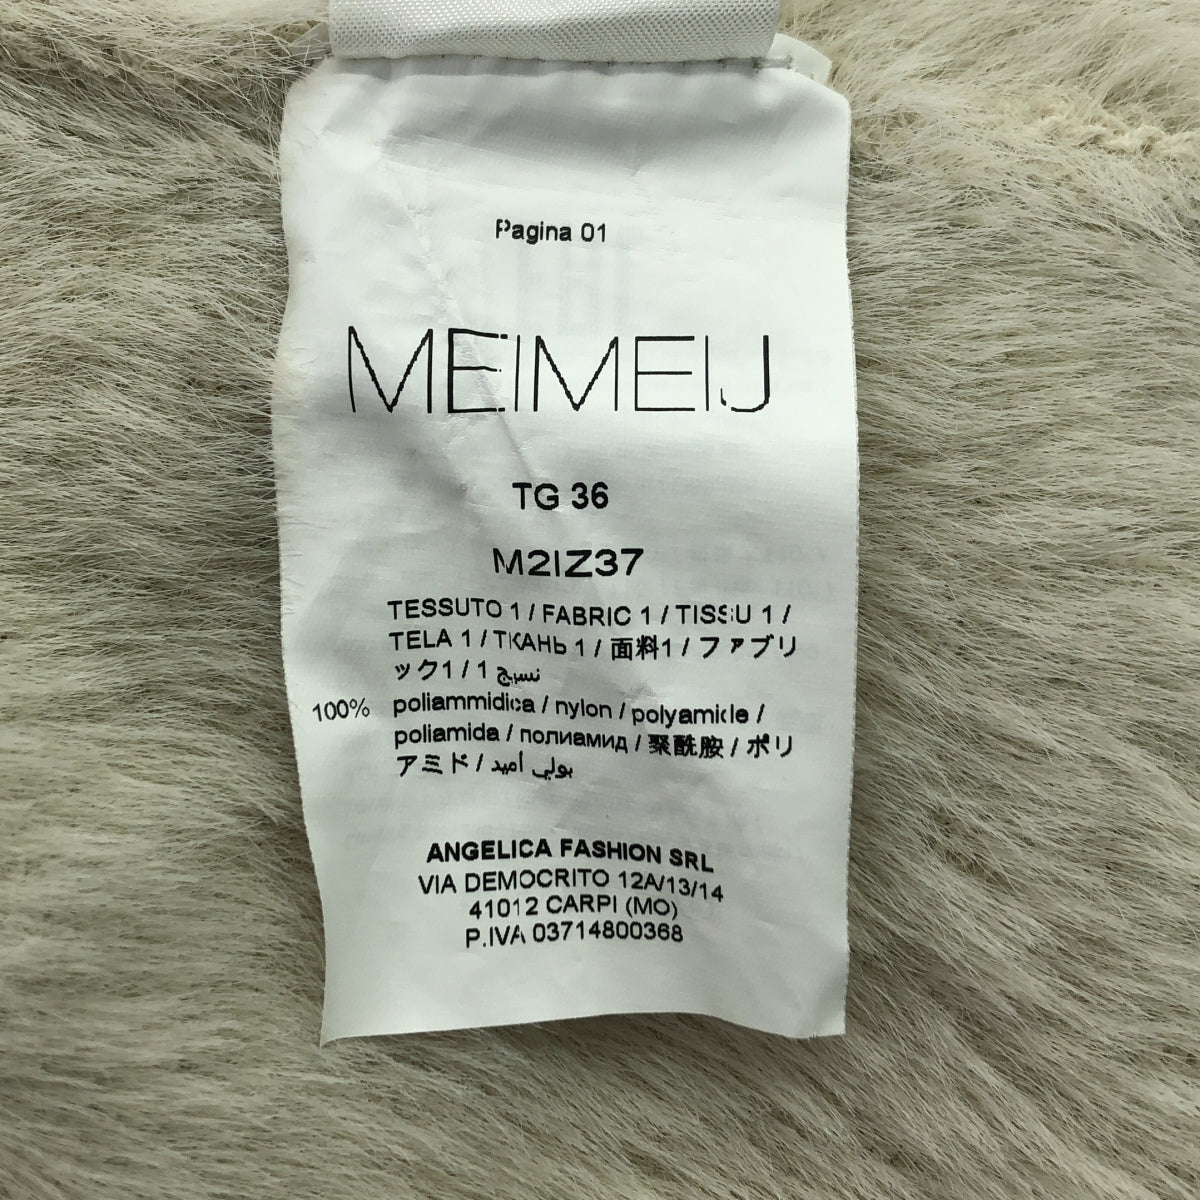 Pagina 01
MEIMEIJ
TG 36
M2IZ37
TESSUTO 1 / FABRIC 1 / TISSU 1 /
TELA 1 / ТКАНЬ 1 / 面料1 / ファブリ
ック1 / 1 نسيج
100% poliammidica / nylon / polyamide /
poliamida / полиамид / 聚酰胺 / ポリ
アミド / بولي أميد
ANGELICA FASHION SRL
VIA DEMOCRITO 12A/13/14
41012 CARPI (MO)
P.IVA 03714800368